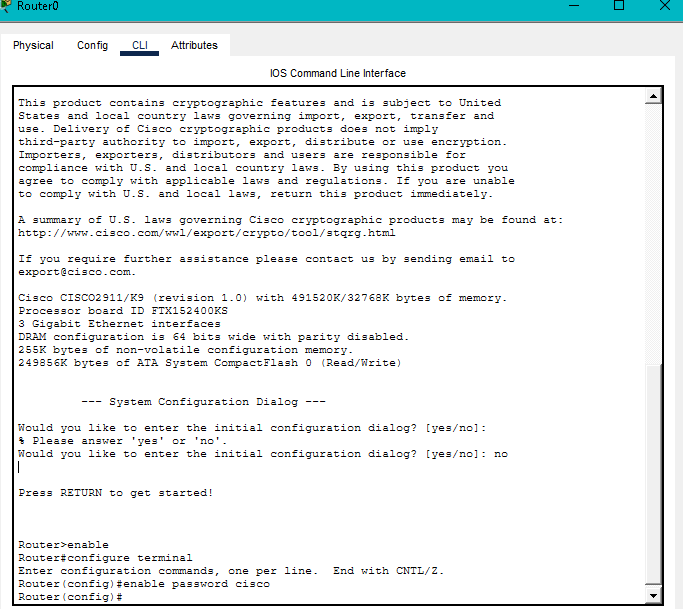 Router0
Physical Config CLI Attributes
IOS Command Line Interface
This product contains cryptographic features and is subject to United
States and local country laws governing import, export, transfer and
use. Delivery of Cisco cryptographic products does not imply
third-party authority to import, export, distribute or use encryption.
Importers, exporters, distributors and users are responsible for
compliance with U.S. and local country laws. By using this product you
agree to comply with applicable laws and regulations. If you are unable
to comply with U.S. and local laws, return this product immediately.
A summary of U.S. laws governing Cisco cryptographic products may be found at:
http://www.cisco.com/wwl/export/crypto/tool/stqrg.html
If you require further assistance please contact us by sending email to
export@cisco.com.
Cisco CISCO2911/K9 (revision 1.0) with 491520K/32768K bytes of memory.
Processor board ID FTX152400KS
3 Gigabit Ethernet interfaces
DRAM configuration is 64 bits wide with parity disabled.
255K bytes of non-volatile configuration memory.
249856K bytes of ATA System CompactFlash 0 (Read/Write)
--- System Configuration Dialog ---
Would you like to enter the initial configuration dialog? [yes/no]:
% Please answer 'yes' or 'no'.
Would you like to enter the initial configuration dialog? [yes/no]: no
Press RETURN to get started!
Router>enable
Router#configure terminal
Enter configuration commands, one per line.  End with CNTL/Z.
Router(config)#enable password cisco
Router(config)#